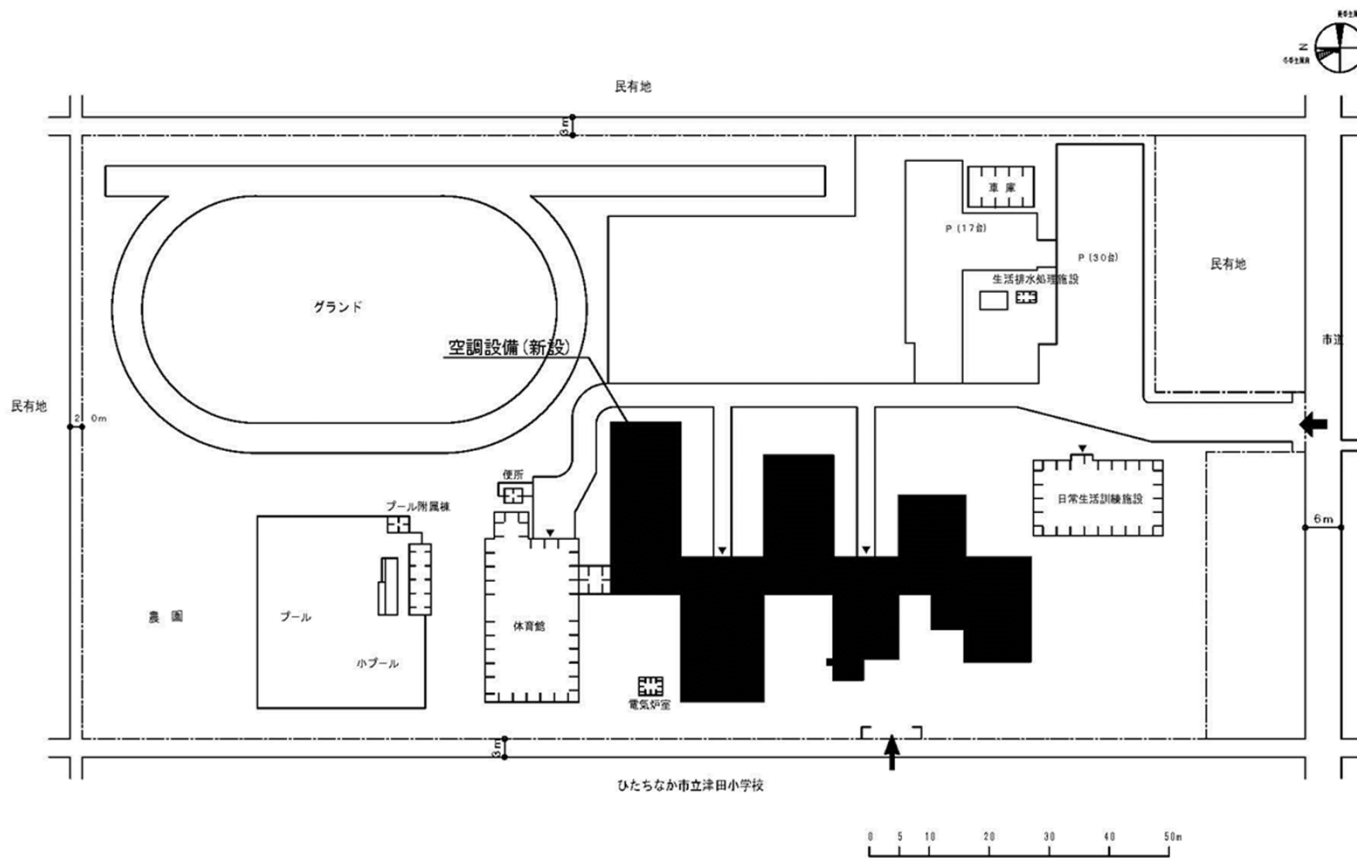 民有地
N
3m
車 庫
P (17台)
P (30台)
民有地
生活排水処理施設
グランド
市道
空調設備(新設)
民有地
2 0m
便所
日常生活訓練施設
プール附属棟
6m
農 園
プール
体育館
小プール
電気炉室
3m
ひたちなか市立津田小学校
0 5 10 20 30 40 50m